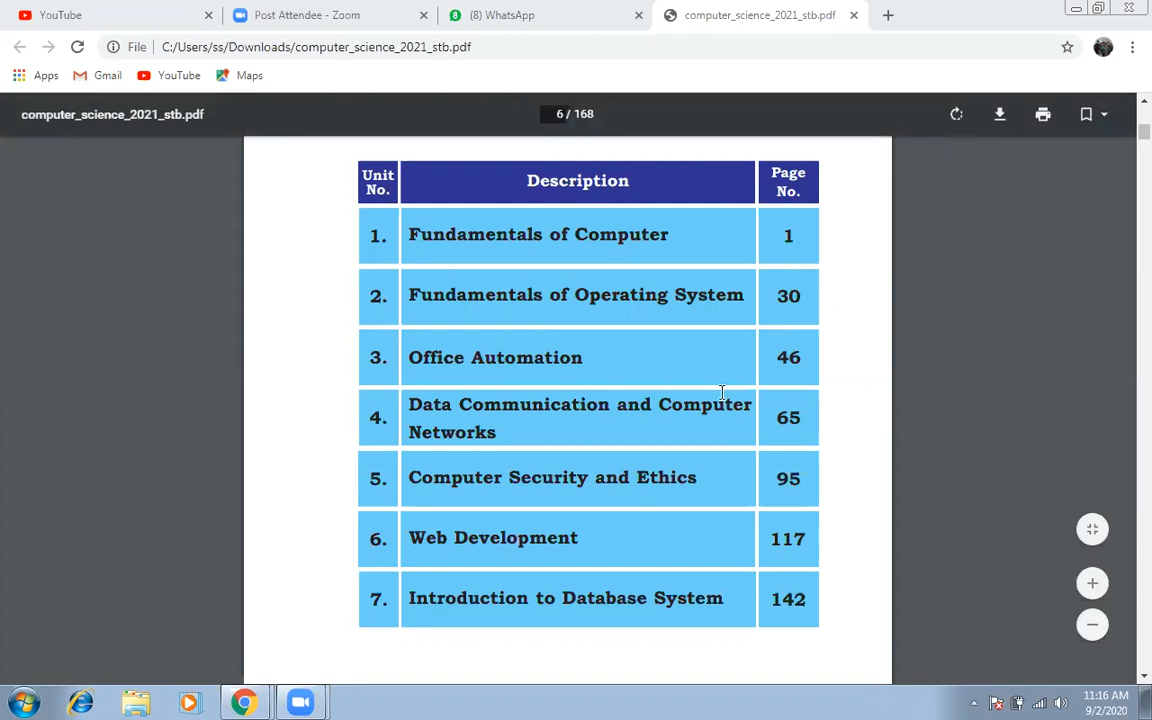 YouTube
Post Attendee - Zoom
(8) WhatsApp
computer_science_2021_stb.pdf
File C:/Users/ss/Downloads/computer_science_2021_stb.pdf
Apps Gmail YouTube Maps
computer_science_2021_stb.pdf
6 / 168
Unit No. Description Page No.
1. Fundamentals of Computer 1
2. Fundamentals of Operating System 30
3. Office Automation 46
4. Data Communication and Computer Networks 65
5. Computer Security and Ethics 95
6. Web Development 117
7. Introduction to Database System 142
11:16 AM
9/2/2020